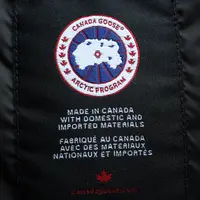 CANADA GOOSE®
ARCTIC PROGRAM
MADE IN CANADA
WITH DOMESTIC AND
IMPORTED MATERIALS
FABRIQUÉ AU CANADA
AVEC DES MATÉRIAUX
NATIONAUX ET IMPORTÉS